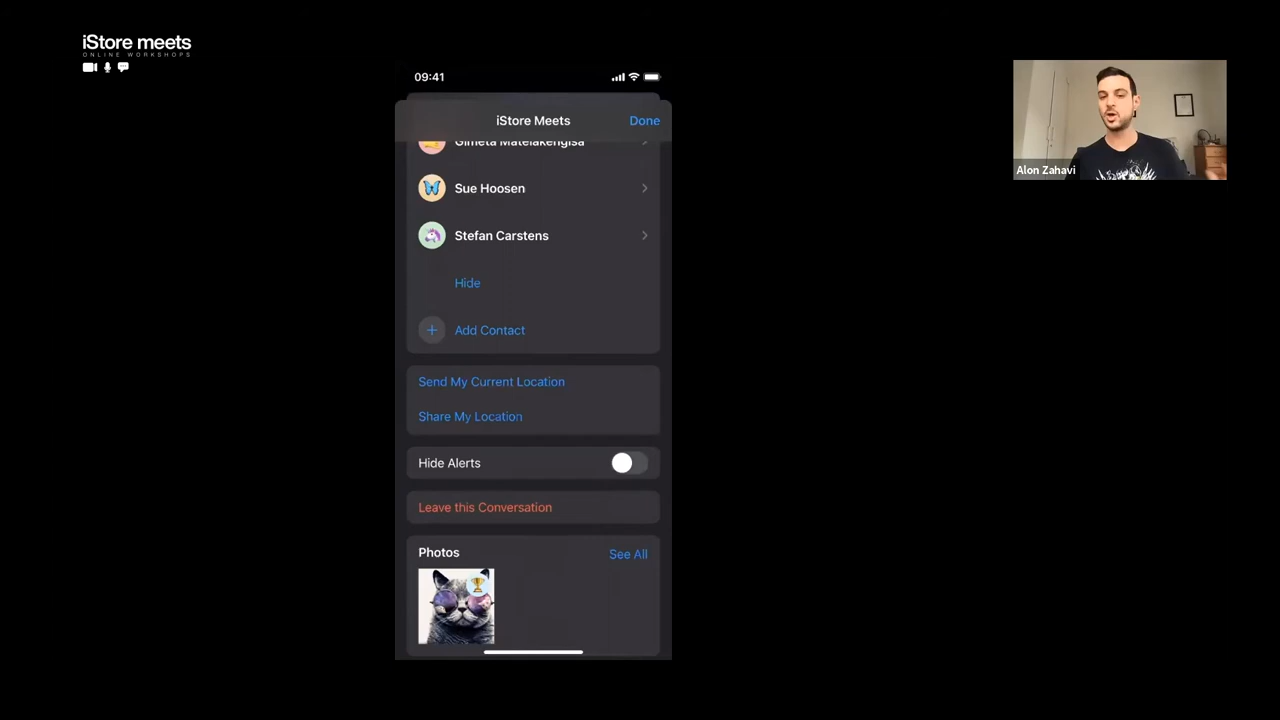 iStore meets
ONLINE WORKSHOPS
09:41
iStore Meets
Done
Sue Hoosen
Stefan Carstens
Hide
Add Contact
Send My Current Location
Share My Location
Hide Alerts
Leave this Conversation
Photos
See All
Alon Zahavi